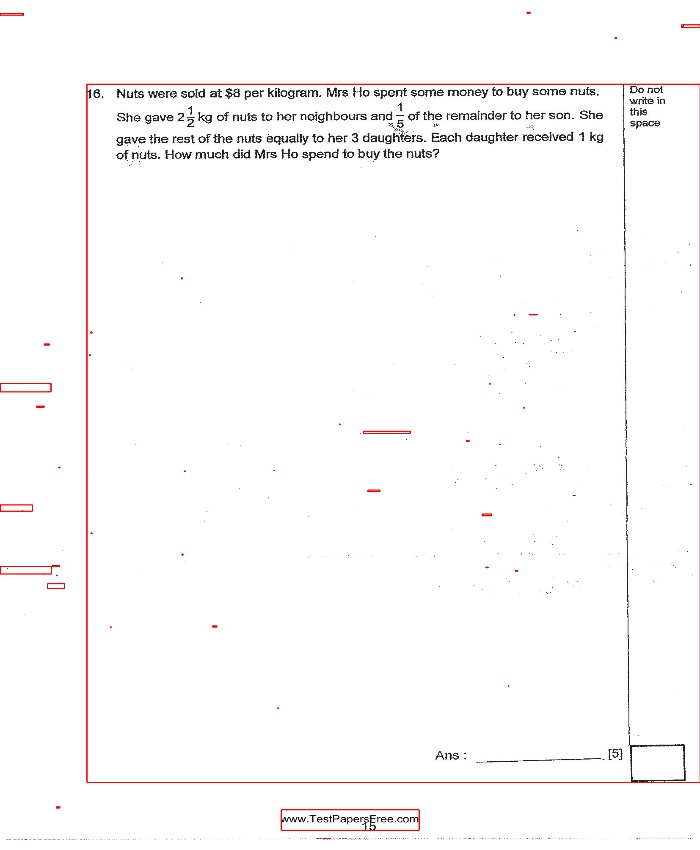 16. Nuts were sold at $8 per kilogram. Mrs Ho spent some money to buy some nuts.
She gave 2 1/2 kg of nuts to her neighbours and 1/5 of the remainder to her son. She
gave the rest of the nuts equally to her 3 daughters. Each daughter received 1 kg
of nuts. How much did Mrs Ho spend to buy the nuts?
Do not
write in
this
space
Ans : ____________ [5]
www.TestPapersFree.com
15